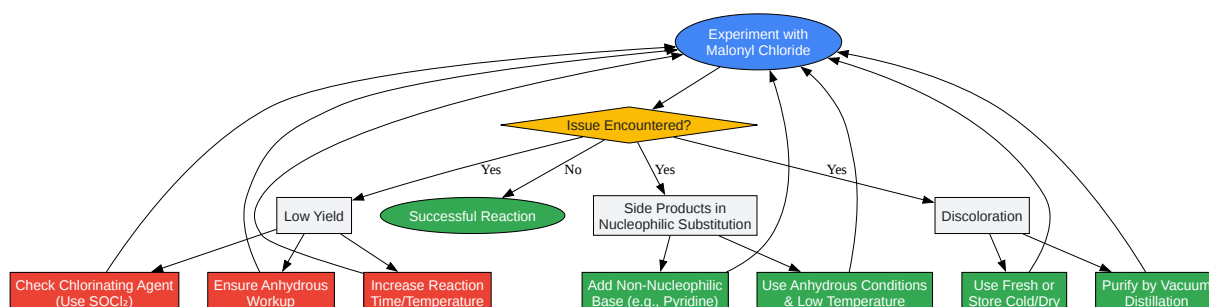 Experiment with
Malonyl Chloride
Issue Encountered?
Yes
No
Yes
Yes
Low Yield
Successful Reaction
Side Products in
Nucleophilic Substitution
Discoloration
Check Chlorinating Agent
(Use SOCl₂)
Ensure Anhydrous
Workup
Increase Reaction
Time/Temperature
Add Non-Nucleophilic
Base (e.g., Pyridine)
Use Anhydrous Conditions
& Low Temperature
Use Fresh or
Store Cold/Dry
Purify by Vacuum
Distillation